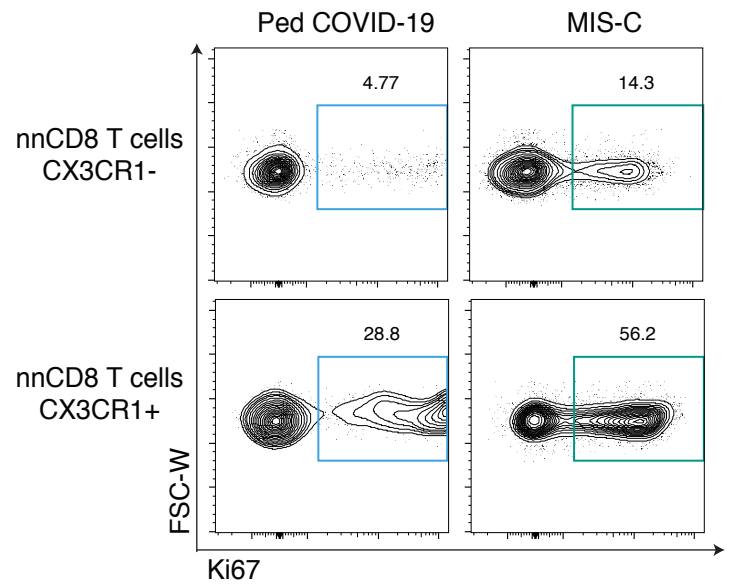 Ped COVID-19
MIS-C
nnCD8 T cells
CX3CR1-
4.77
14.3
nnCD8 T cells
CX3CR1+
28.8
56.2
FSC-W
Ki67